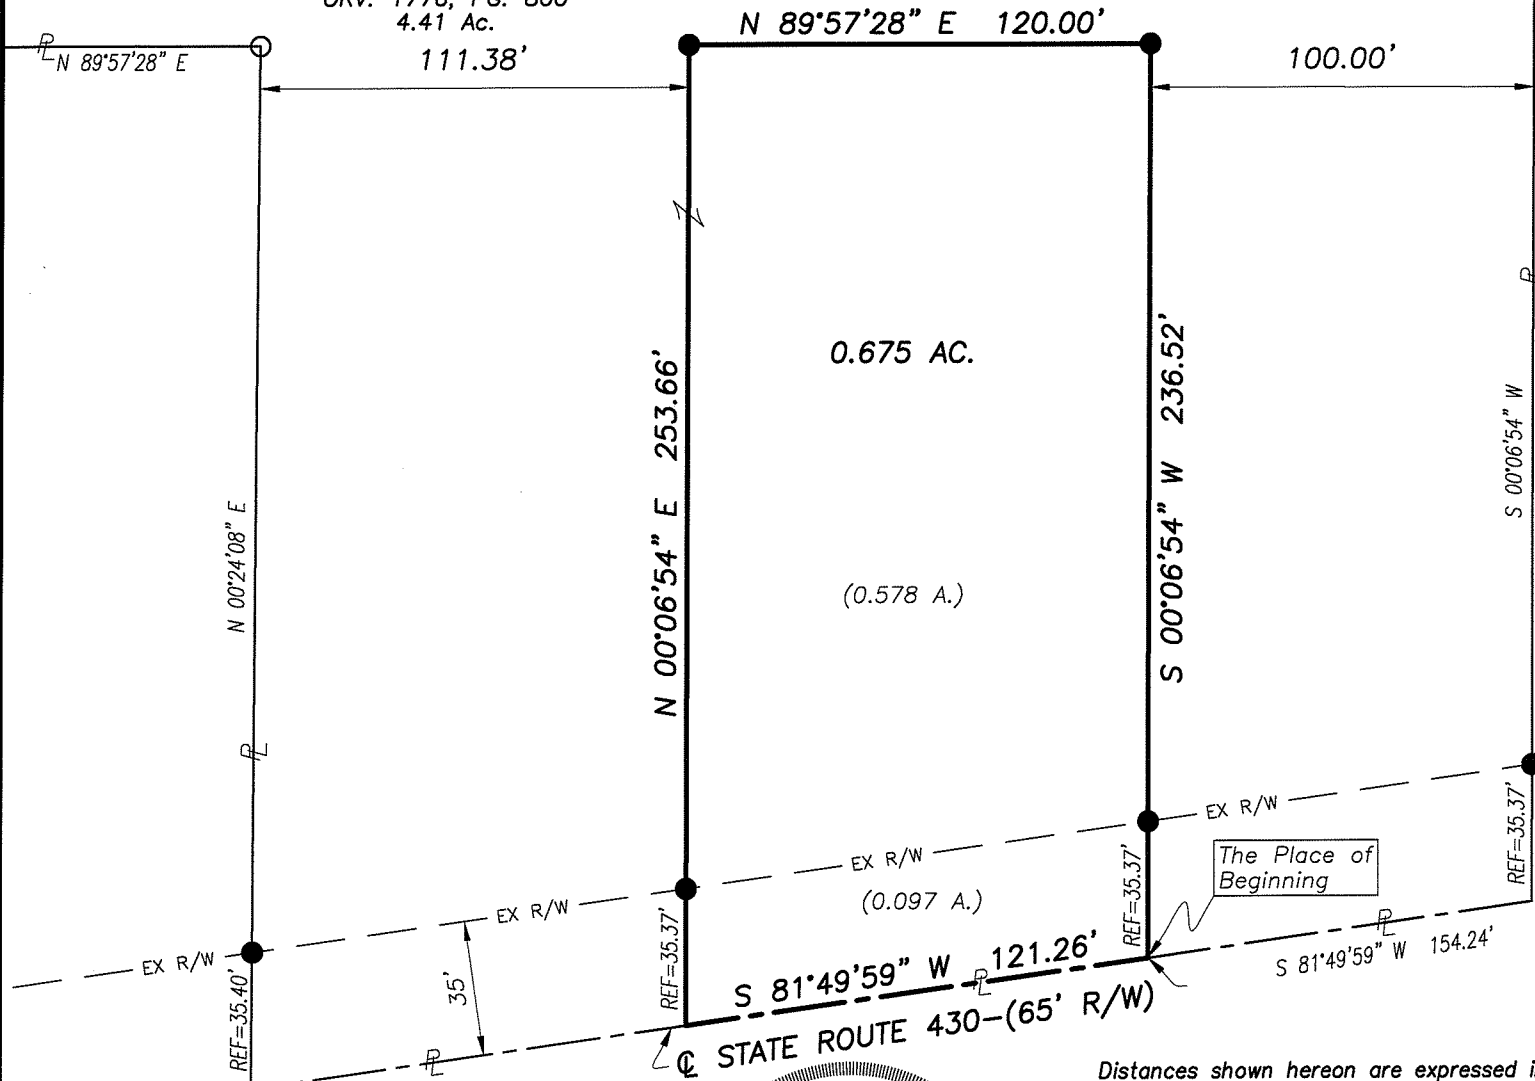 4.41 Ac.
N 89°57'28" E 120.00'
N 89°57'28" E
111.38'
100.00'
0.675 AC.
N 00°06'54" E 253.66'
S 00°06'54" W 236.52'
S 00°06'54" W
N 00°24'08" E
(0.578 A.)
EX R/W
EX R/W
EX R/W
EX R/W
The Place of
Beginning
(0.097 A.)
REF=35.37'
REF=35.37'
REF=35.37'
REF=35.40'
35'
S 81°49'59" W 121.26'
S 81°49'59" W 154.24'
℄ STATE ROUTE 430-(65' R/W)
Distances shown hereon are expressed